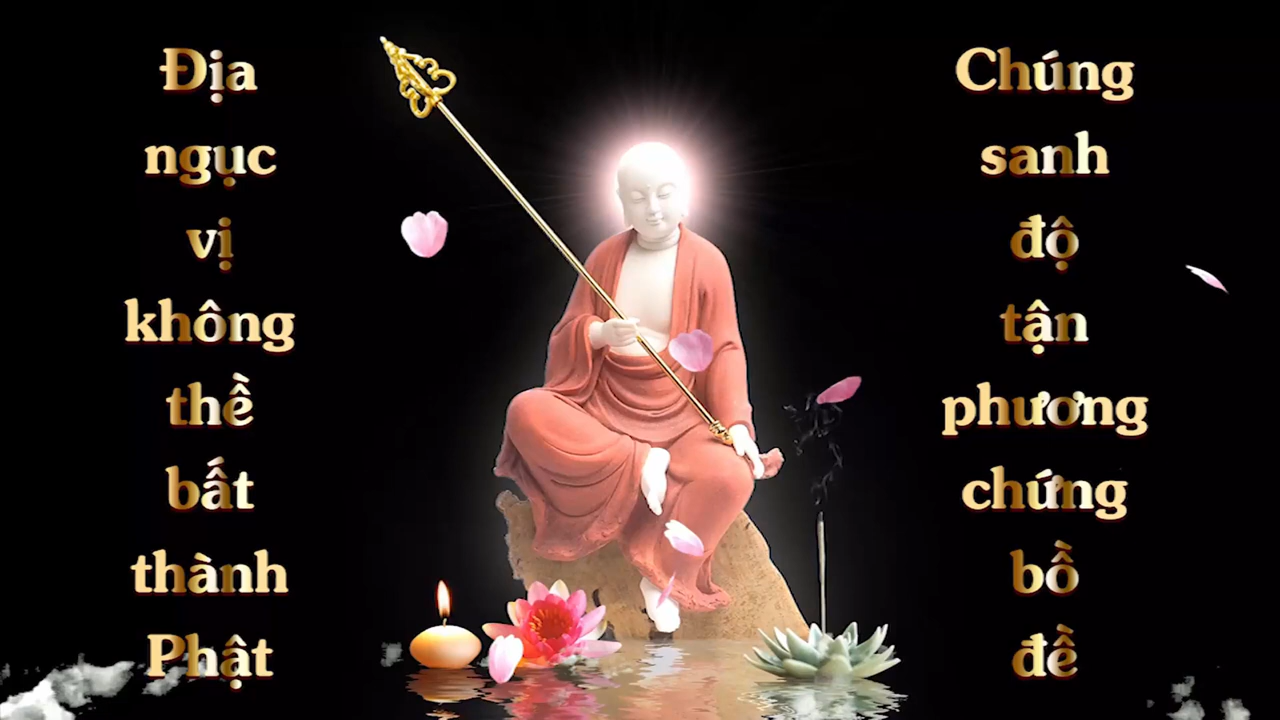 Địa
ngục
vị
không
thề
bất
thành
Phật
Chúng
sanh
độ
tận
phương
chứng
bồ
đề